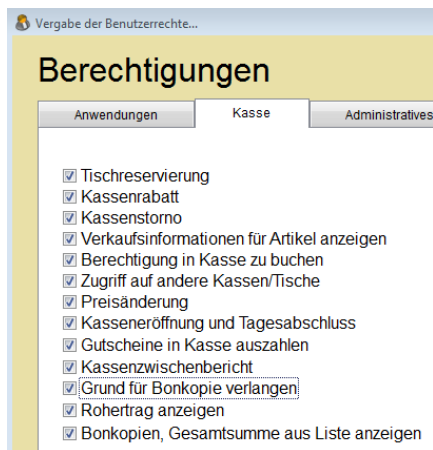 Vergabe der Benutzerrechte...
Berechtigungen
Anwendungen Kasse Administratives
Tischreservierung
Kassenrabatt
Kassenstorno
Verkaufsinformationen für Artikel anzeigen
Berechtigung in Kasse zu buchen
Zugriff auf andere Kassen/Tische
Preisänderung
Kasseneröffnung und Tagesabschluss
Gutscheine in Kasse auszahlen
Kassenzwischenbericht
Grund für Bonkopie verlangen
Rohertrag anzeigen
Bonkopien, Gesamtsumme aus Liste anzeigen